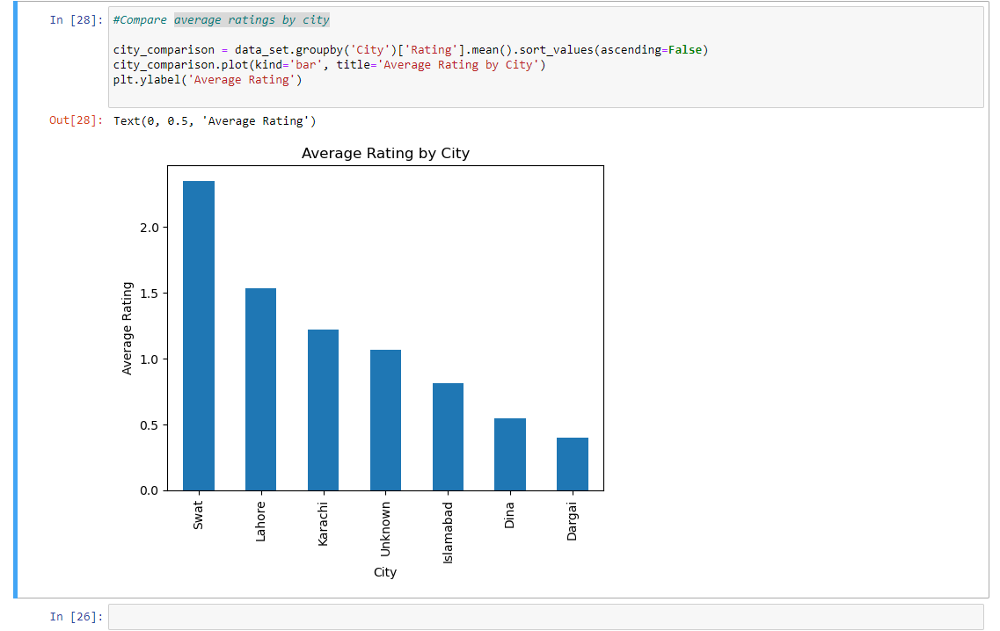 In [28]: #Compare average ratings by city
city_comparison = data_set.groupby('City')['Rating'].mean().sort_values(ascending=False)
city_comparison.plot(kind='bar', title='Average Rating by City')
plt.ylabel('Average Rating')
Out[28]: Text(0, 0.5, 'Average Rating')
Average Rating by City
Average Rating
2.0
1.5
1.0
0.5
0.0
Swat
Lahore
Karachi
Unknown
Islamabad
Dina
Dargai
City
In [26]: